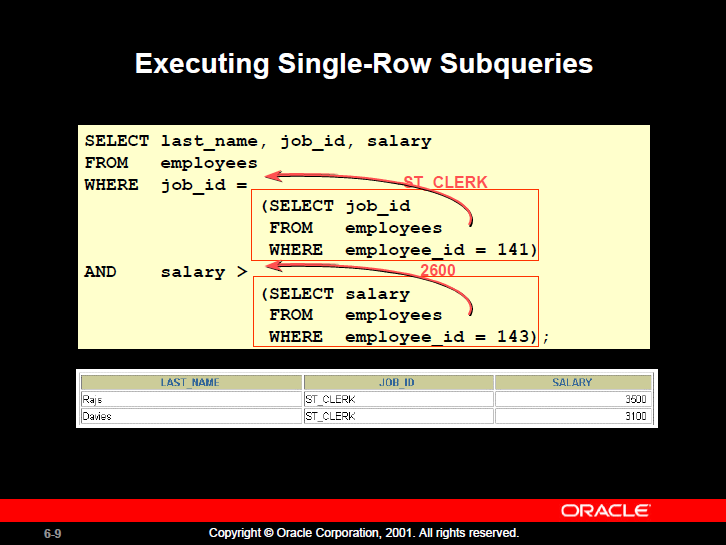 Executing Single-Row Subqueries
SELECT last_name, job_id, salary
FROM employees
WHERE job_id =
ST_CLERK
(SELECT job_id
FROM employees
WHERE employee_id = 141)
AND salary >
2600
(SELECT salary
FROM employees
WHERE employee_id = 143);
LAST_NAME JOB_ID SALARY
Rajs ST_CLERK 3500
Davies ST_CLERK 3100
ORACLE
6-9 Copyright © Oracle Corporation, 2001. All rights reserved.